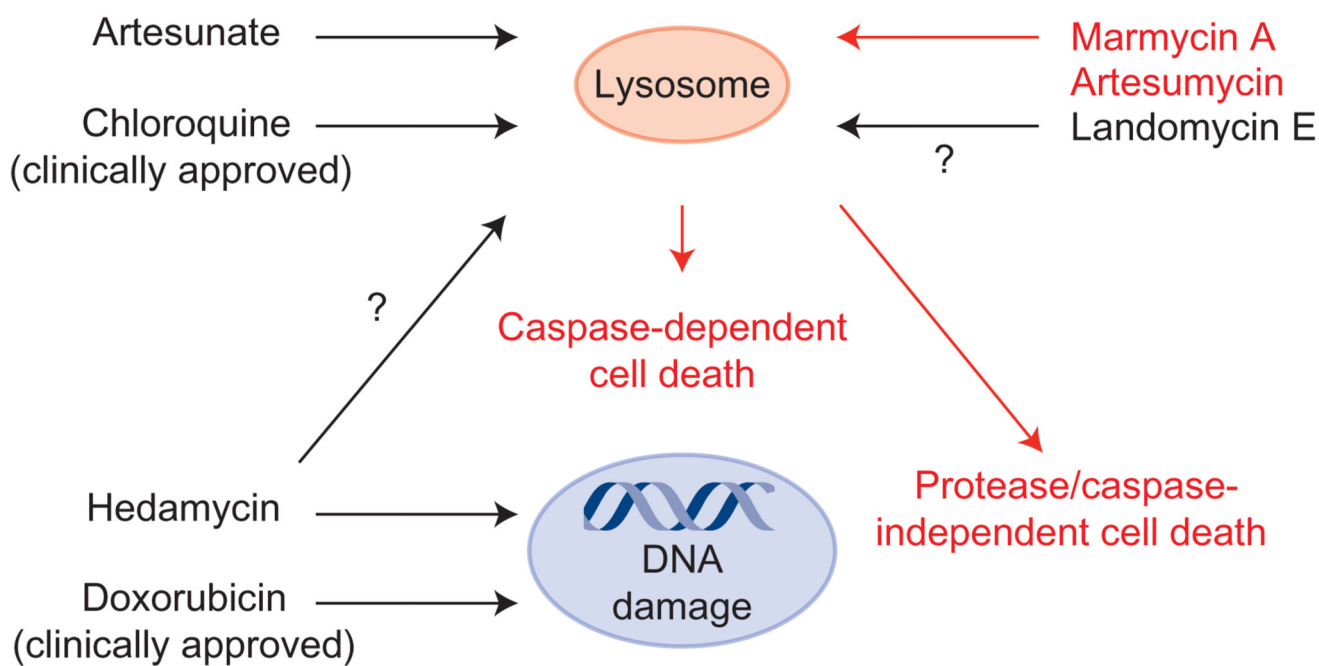 Artesunate
Chloroquine
(clinically approved)
Lysosome
Marmycin A
Artesumycin
Landomycin E
?
?
Caspase-dependent
cell death
Hedamycin
Doxorubicin
(clinically approved)
DNA
damage
Protease/caspase-
independent cell death